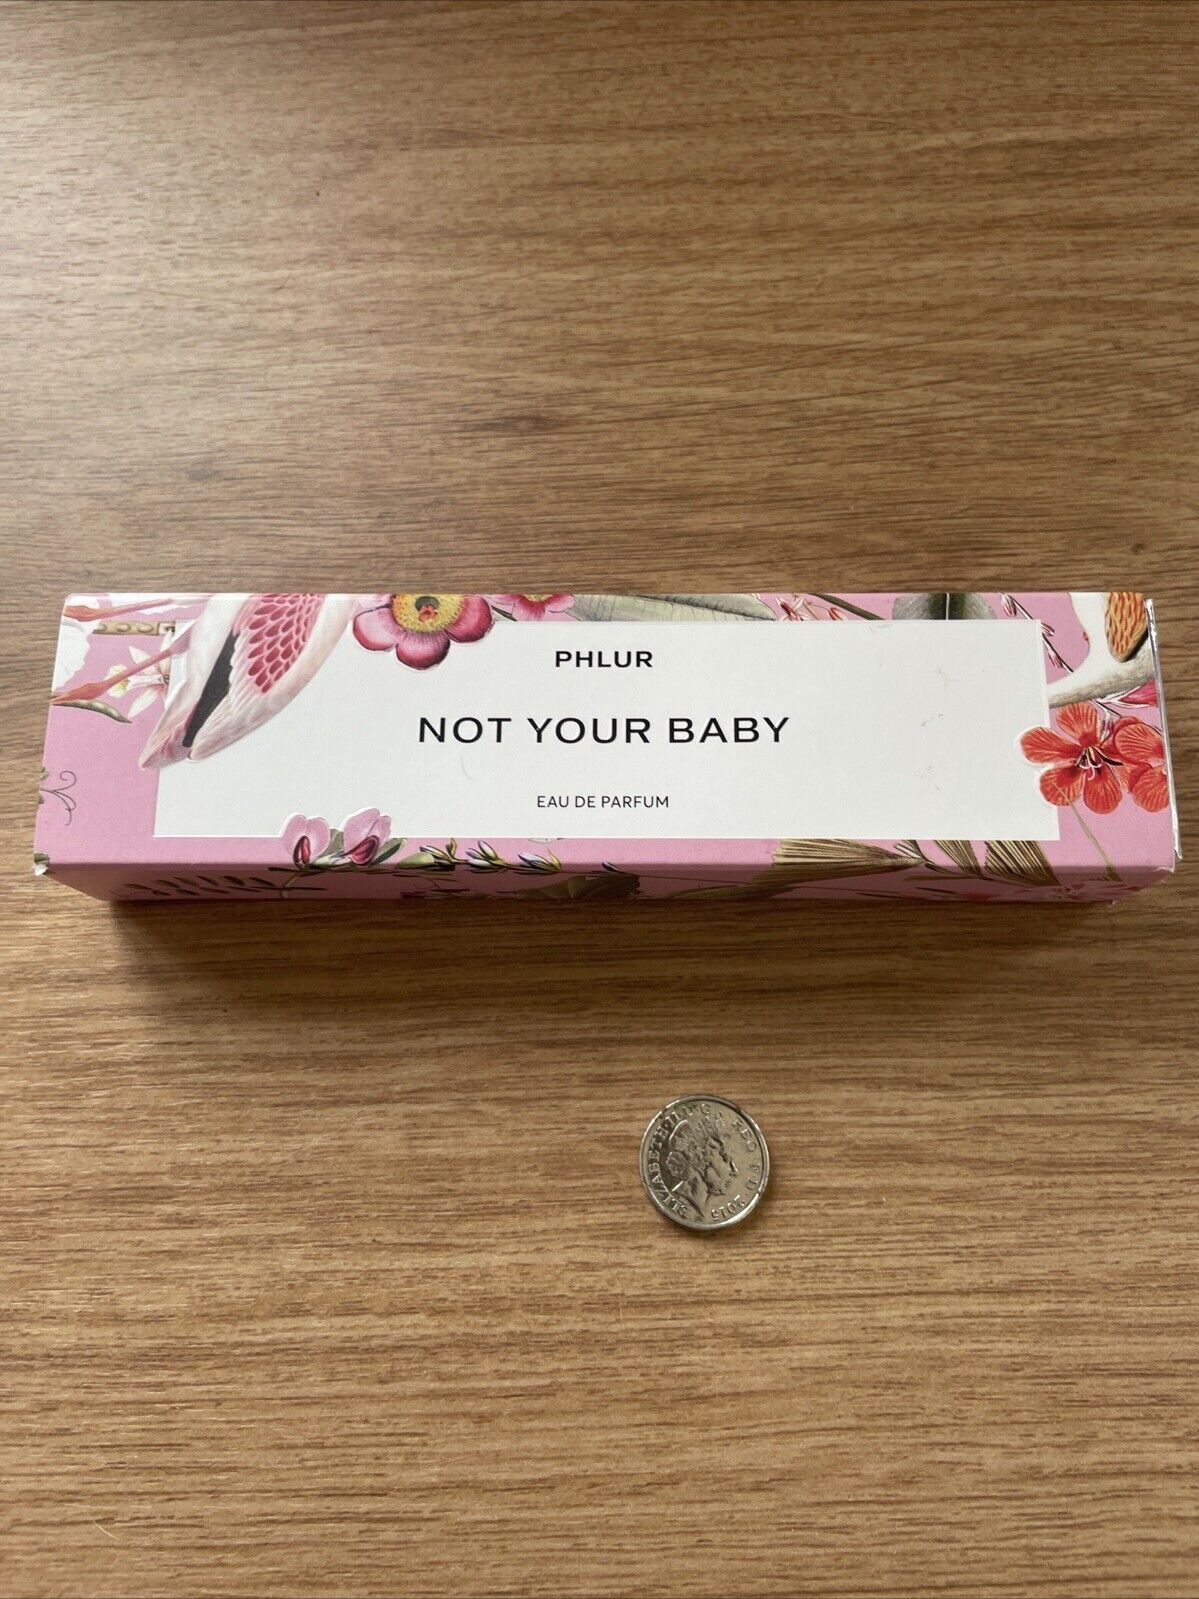 PHLUR
NOT YOUR BABY
EAU DE PARFUM
ELIZABETH·II·D·G REG·F·D·2015